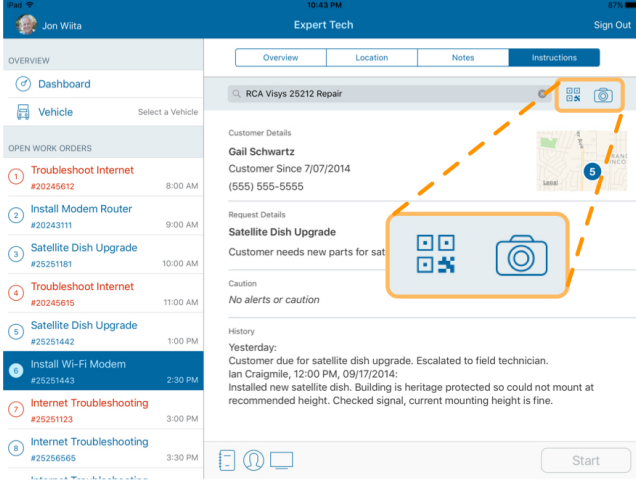 iPad 10:43 PM 87%
Jon Wiita
Expert Tech
Sign Out
OVERVIEW
Dashboard
Vehicle Select a Vehicle
OPEN WORK ORDERS
1 Troubleshoot Internet
#20245612 8:00 AM
2 Install Modem Router
#20243111 9:00 AM
3 Satellite Dish Upgrade
#25251181 10:00 AM
4 Troubleshoot Internet
#20245615 11:00 AM
5 Satellite Dish Upgrade
#25251442 1:00 PM
6 Install Wi-Fi Modem
#25251443 2:30 PM
7 Internet Troubleshooting
#25251123 3:00 PM
8 Internet Troubleshooting
#25256565 3:30 PM
Internet Troubleshooting
Overview Location Notes Instructions
RCA Visys 25212 Repair
Customer Details
Gail Schwartz
Customer Since 7/07/2014
(555) 555-5555
5
Legal
Request Details
Satellite Dish Upgrade
Customer needs new parts for sat
Caution
No alerts or caution
History
Yesterday:
Customer due for satellite dish upgrade. Escalated to field technician.
Ian Craigmile, 12:00 PM, 09/17/2014:
Installed new satellite dish. Building is heritage protected so could not mount at
recommended height. Checked signal, current mounting height is fine.
Start